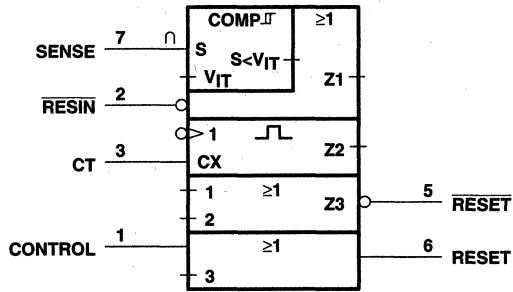 COMP ≥1
SENSE 7 ∩ S
S<VIT
VIT
Z1
RESIN 2
1
CT 3 CX
Z2
1 ≥1
Z3 5 RESET
2
CONTROL 1 ≥1
6 RESET
3